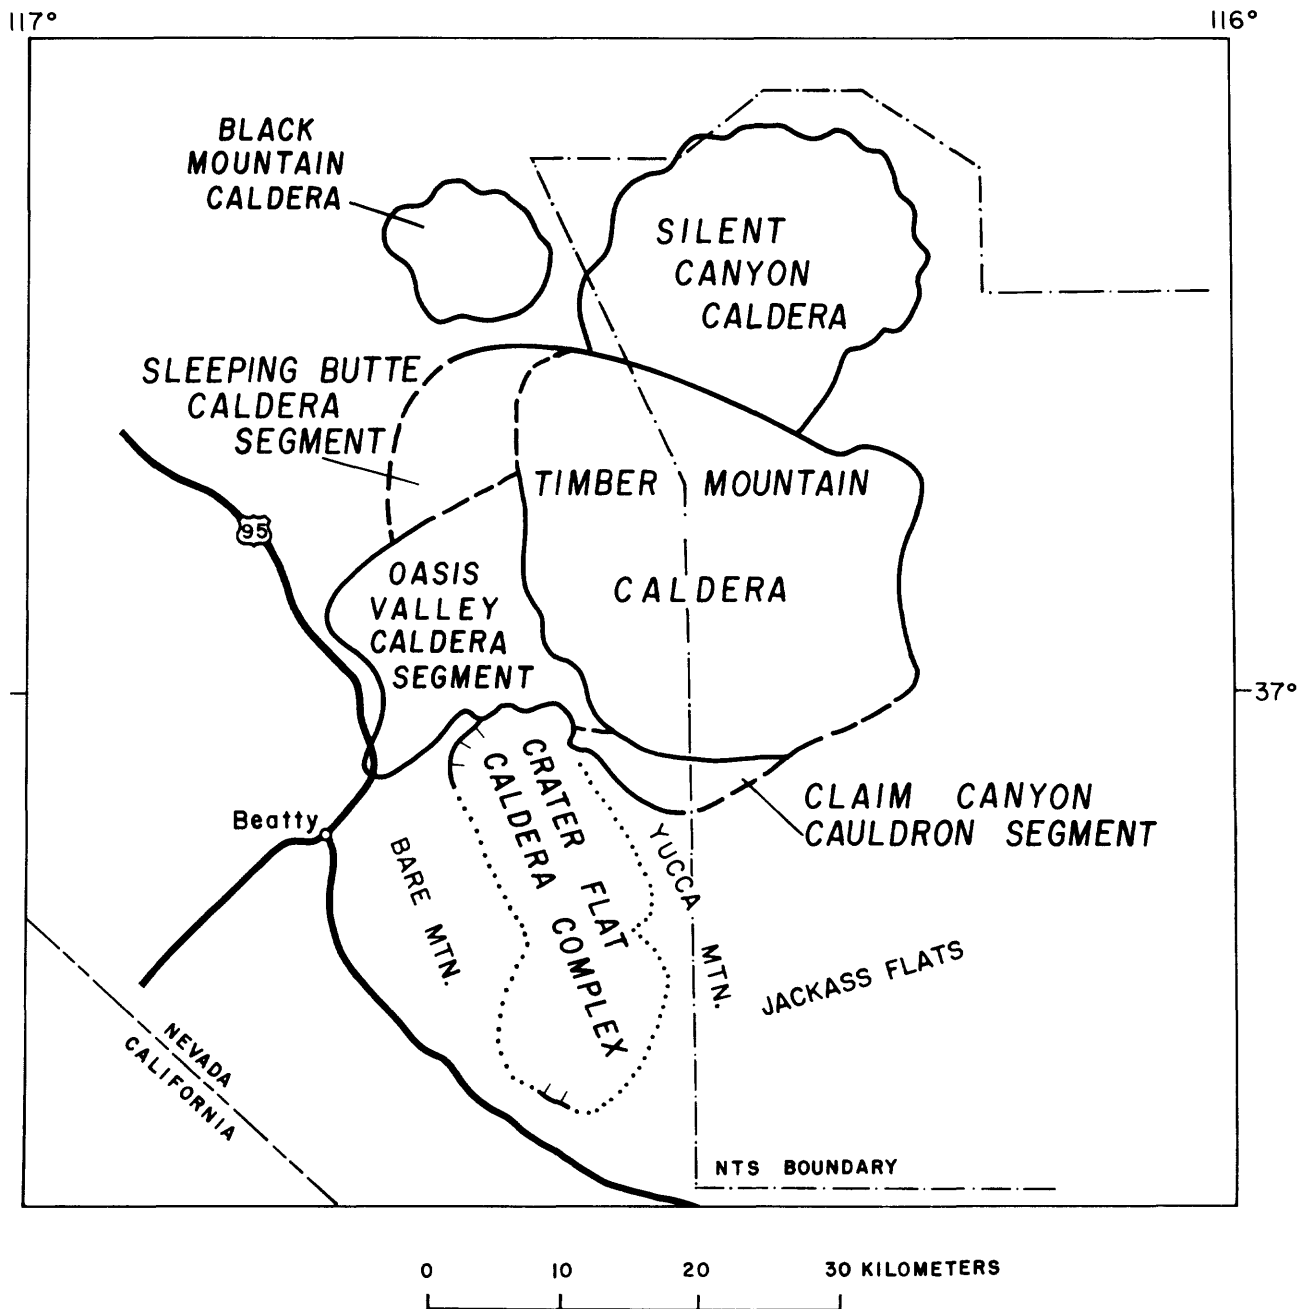 117°
116°
BLACK
MOUNTAIN
CALDERA
SILENT
CANYON
CALDERA
SLEEPING BUTTE
CALDERA
SEGMENT
TIMBER MOUNTAIN
CALDERA
95
OASIS
VALLEY
CALDERA
SEGMENT
37°
CLAIM CANYON
CAULDRON SEGMENT
Beatty
CRATER FLAT
CALDERA COMPLEX
BARE MTN.
YUCCA MTN.
JACKASS FLATS
NEVADA
CALIFORNIA
NTS BOUNDARY
0 10 20 30 KILOMETERS